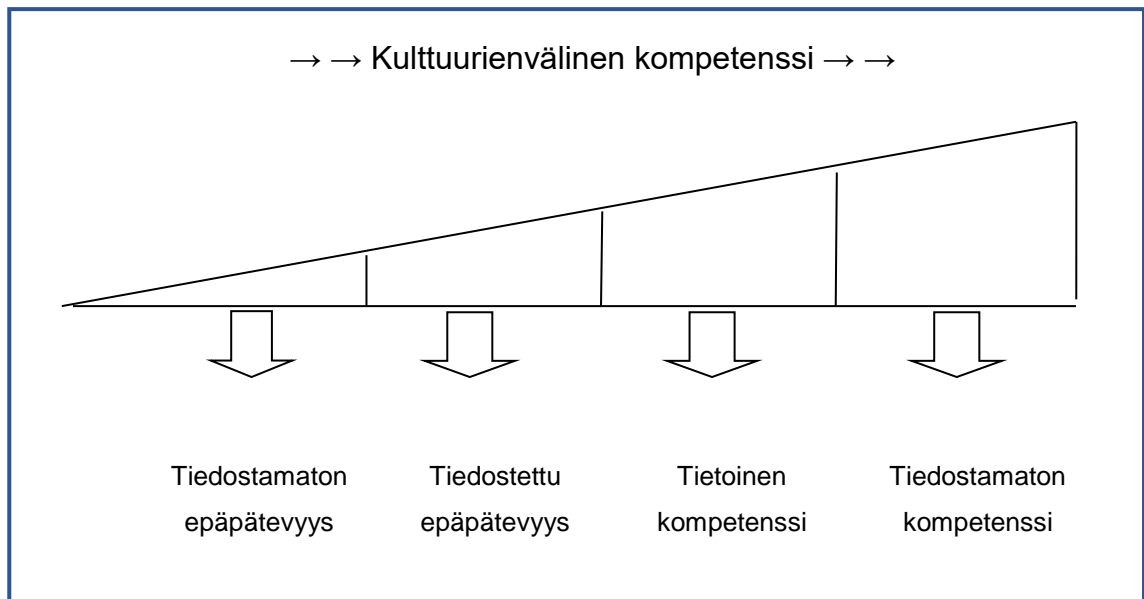 → → Kulttuurienvälinen kompetenssi → →
Tiedostamaton
epäpätevyys
Tiedostettu
epäpätevyys
Tietoinen
kompetenssi
Tiedostamaton
kompetenssi